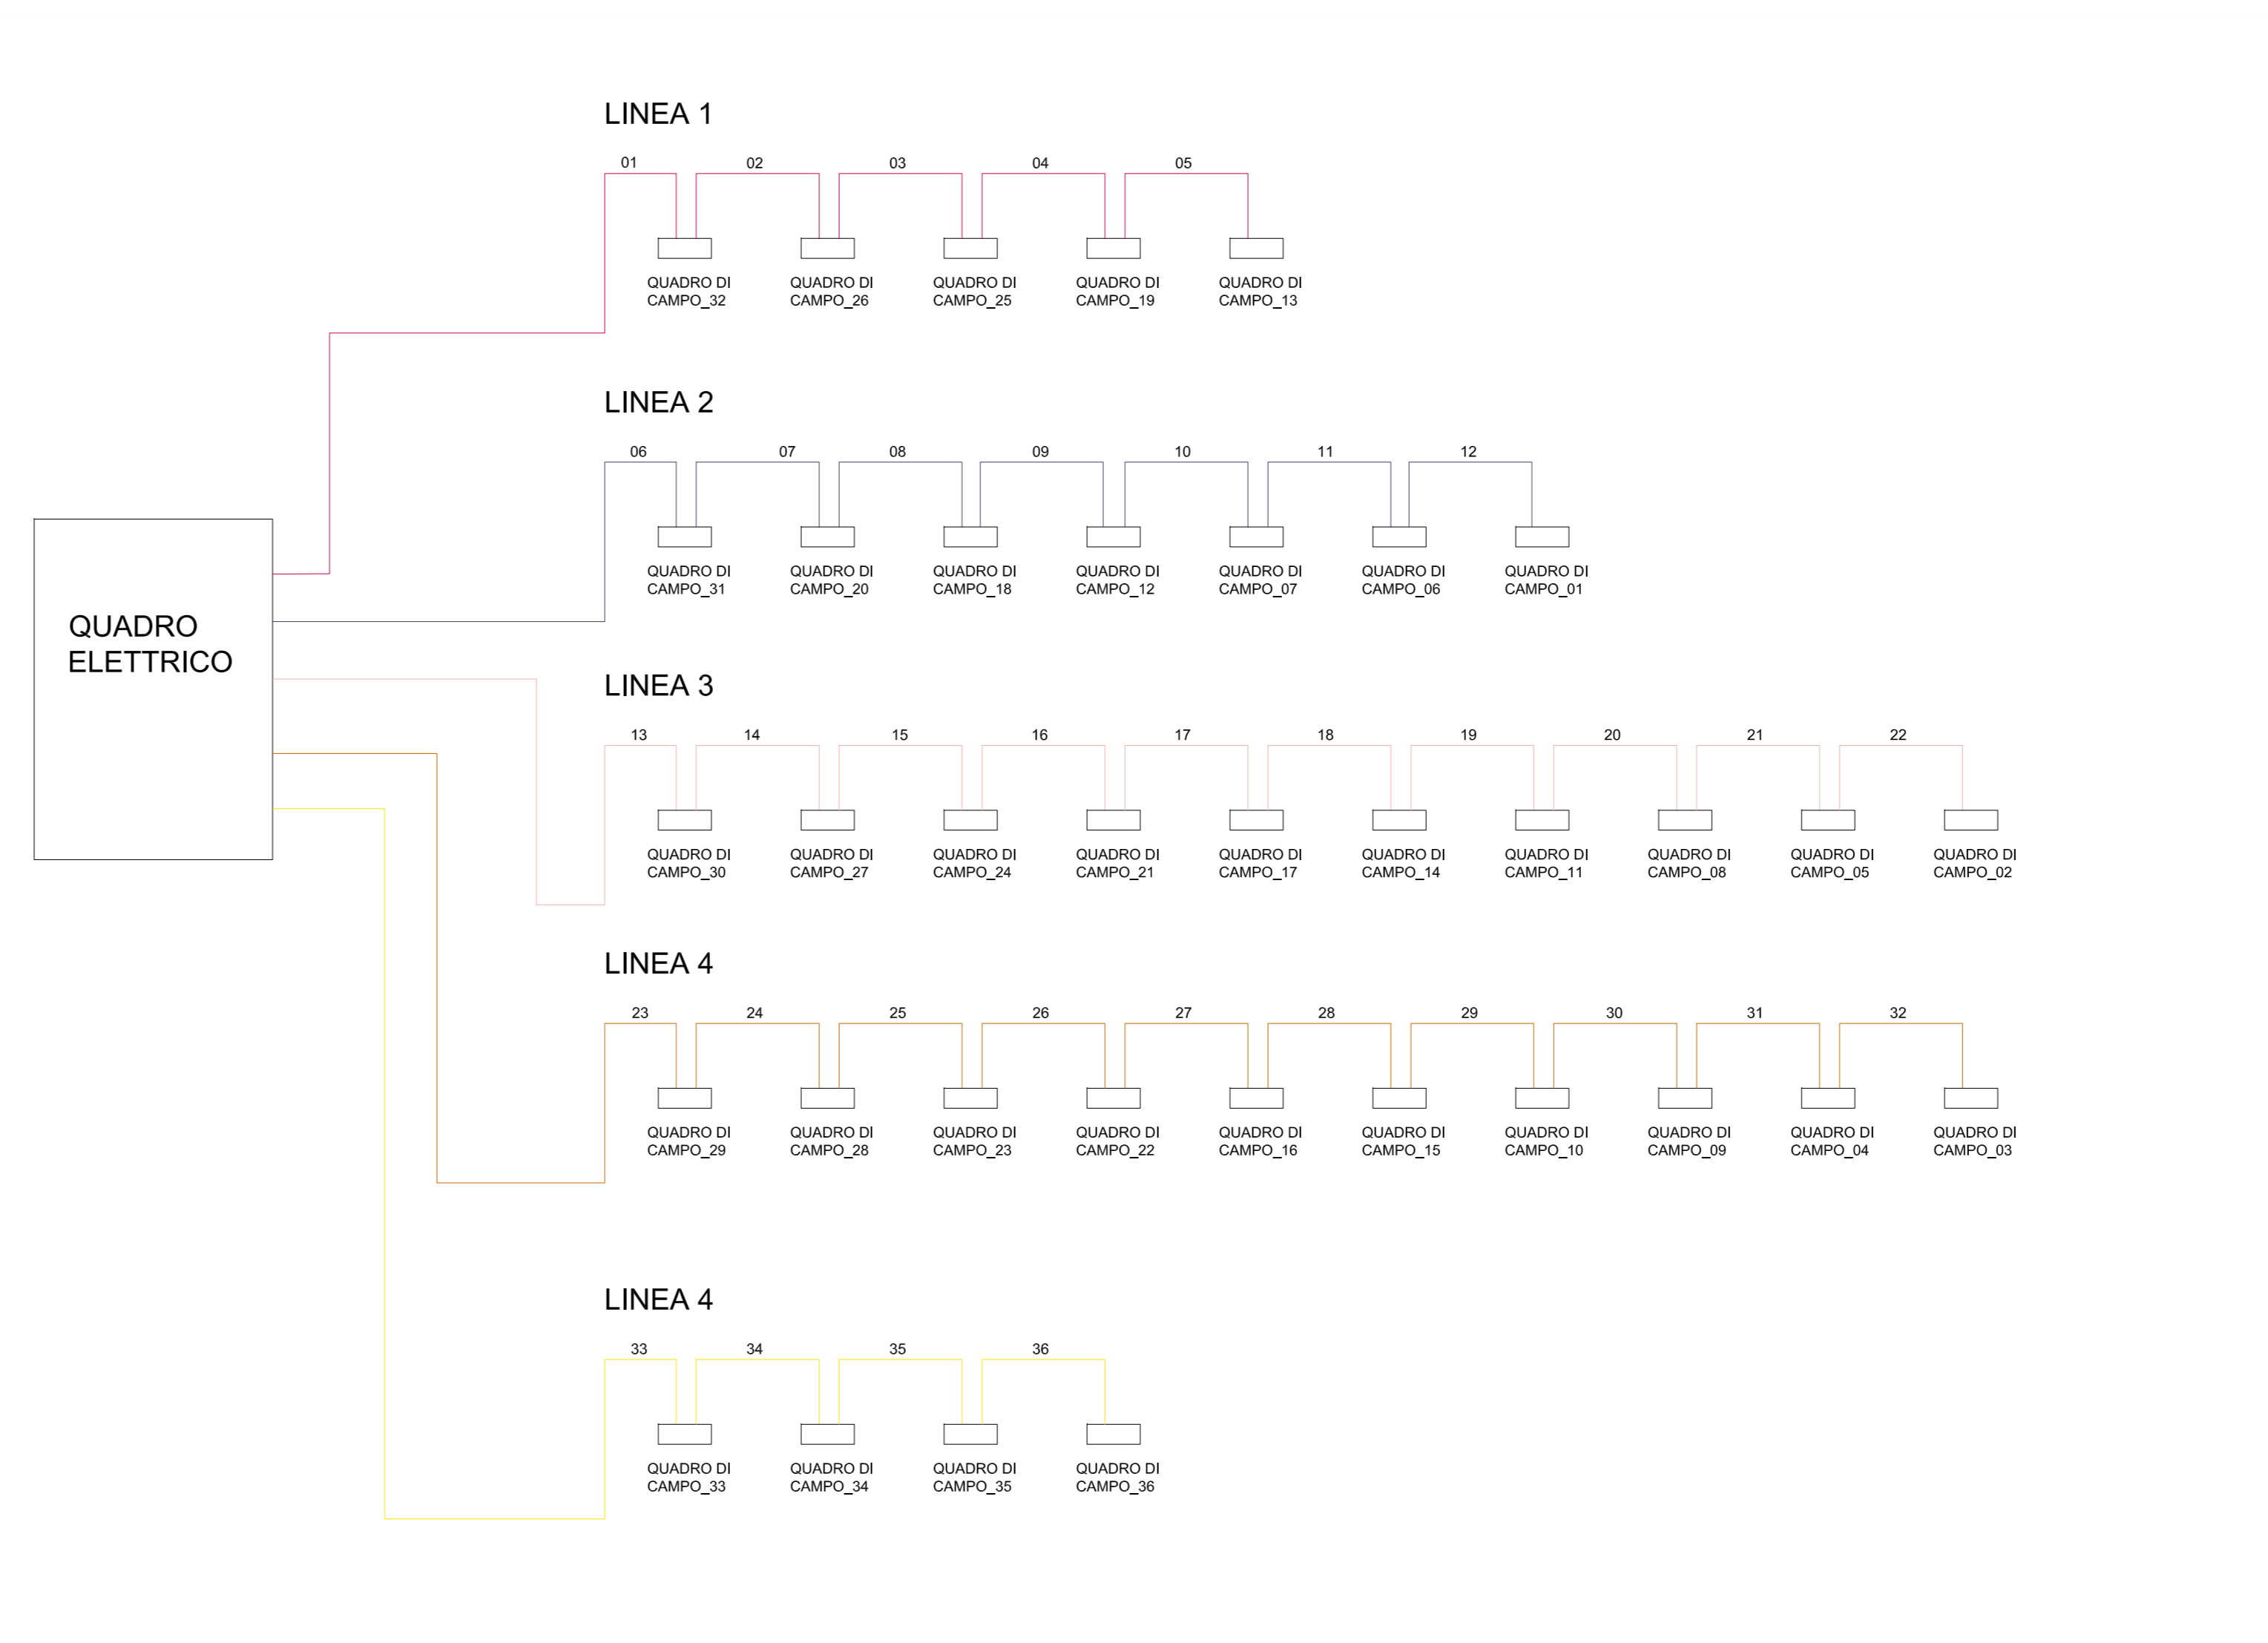 LINEA 1
01 02 03 04 05
QUADRO DI QUADRO DI QUADRO DI QUADRO DI QUADRO DI
CAMPO_32 CAMPO_26 CAMPO_25 CAMPO_19 CAMPO_13
LINEA 2
06 07 08 09 10 11 12
QUADRO DI QUADRO DI QUADRO DI QUADRO DI QUADRO DI QUADRO DI QUADRO DI
CAMPO_31 CAMPO_20 CAMPO_18 CAMPO_12 CAMPO_07 CAMPO_06 CAMPO_01
QUADRO
ELETTRICO
LINEA 3
13 14 15 16 17 18 19 20 21 22
QUADRO DI QUADRO DI QUADRO DI QUADRO DI QUADRO DI QUADRO DI QUADRO DI QUADRO DI QUADRO DI QUADRO DI
CAMPO_30 CAMPO_27 CAMPO_24 CAMPO_21 CAMPO_17 CAMPO_14 CAMPO_11 CAMPO_08 CAMPO_05 CAMPO_02
LINEA 4
23 24 25 26 27 28 29 30 31 32
QUADRO DI QUADRO DI QUADRO DI QUADRO DI QUADRO DI QUADRO DI QUADRO DI QUADRO DI QUADRO DI QUADRO DI
CAMPO_29 CAMPO_28 CAMPO_23 CAMPO_22 CAMPO_16 CAMPO_15 CAMPO_10 CAMPO_09 CAMPO_04 CAMPO_03
LINEA 4
33 34 35 36
QUADRO DI QUADRO DI QUADRO DI QUADRO DI
CAMPO_33 CAMPO_34 CAMPO_35 CAMPO_36